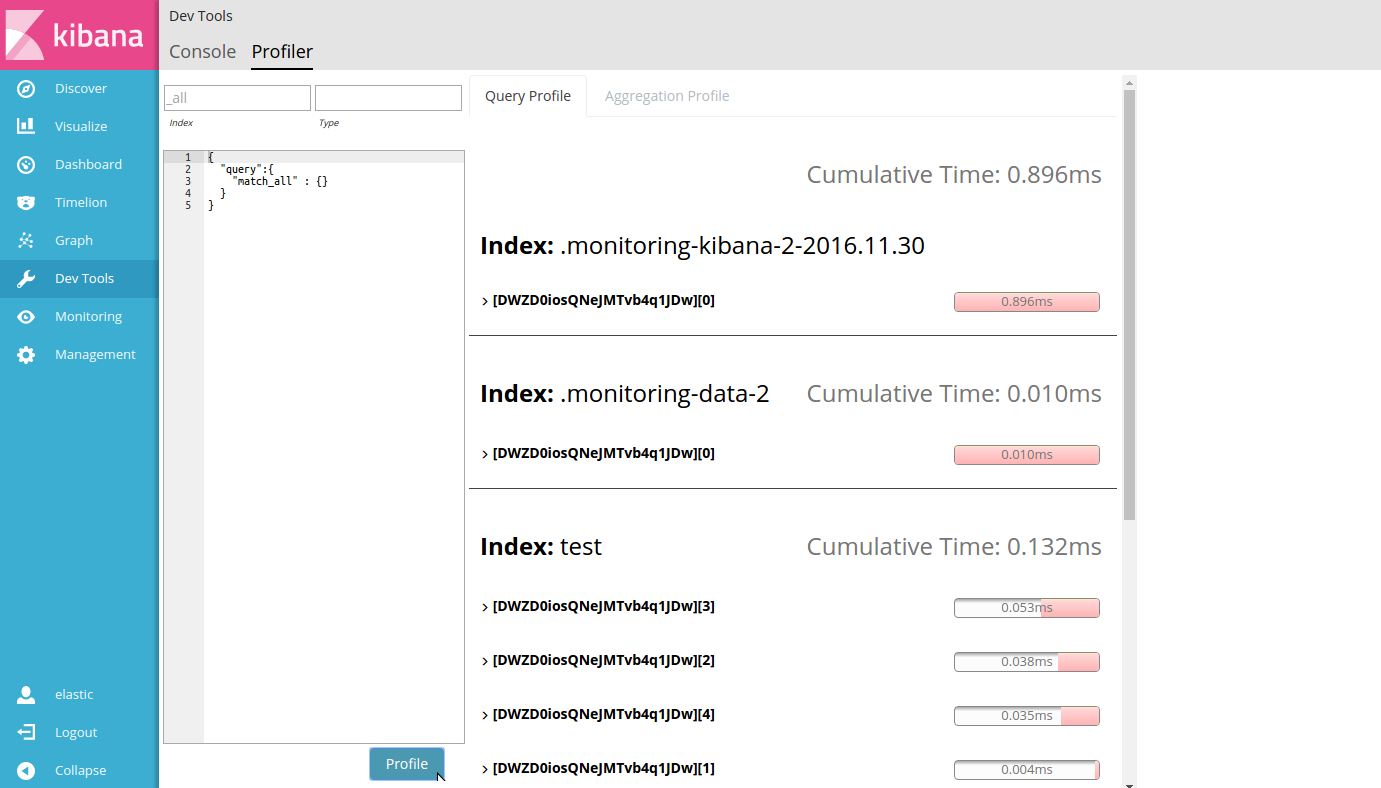 kibana
Discover
Visualize
Dashboard
Timelion
Graph
Dev Tools
Monitoring
Management
elastic
Logout
Collapse
Dev Tools
Console Profiler
_all
Index Type
1 {
2 "query":{
3 "match_all" : {}
4 }
5 }
Profile
Query Profile Aggregation Profile
Cumulative Time: 0.896ms
Index: .monitoring-kibana-2-2016.11.30
[DWZD0iosQNeJMTvb4q1JDw][0] 0.896ms
Index: .monitoring-data-2 Cumulative Time: 0.010ms
[DWZD0iosQNeJMTvb4q1JDw][0] 0.010ms
Index: test Cumulative Time: 0.132ms
[DWZD0iosQNeJMTvb4q1JDw][3] 0.053ms
[DWZD0iosQNeJMTvb4q1JDw][2] 0.038ms
[DWZD0iosQNeJMTvb4q1JDw][4] 0.035ms
[DWZD0iosQNeJMTvb4q1JDw][1] 0.004ms